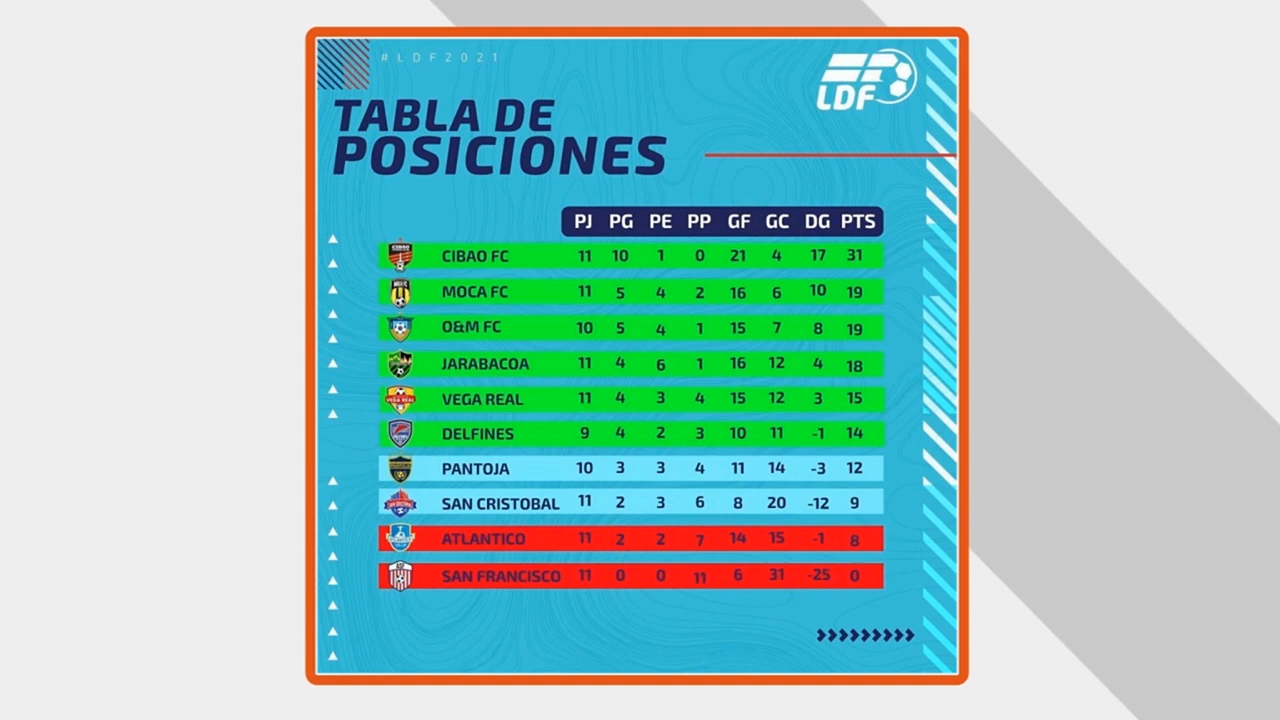 #LDF2021
LDF
TABLA DE
POSICIONES
PJ PG PE PP GF GC DG PTS
CIBAO FC 11 10 1 0 21 4 17 31
MOCA FC 11 5 4 2 16 6 10 19
O&M FC 10 5 4 1 15 7 8 19
JARABACOA 11 4 6 1 16 12 4 18
VEGA REAL 11 4 3 4 15 12 3 15
DELFINES 9 4 2 3 10 11 -1 14
PANTOJA 10 3 3 4 11 14 -3 12
SAN CRISTOBAL 11 2 3 6 8 20 -12 9
ATLANTICO 11 2 2 7 14 15 -1 8
SAN FRANCISCO 11 0 0 11 6 31 -25 0